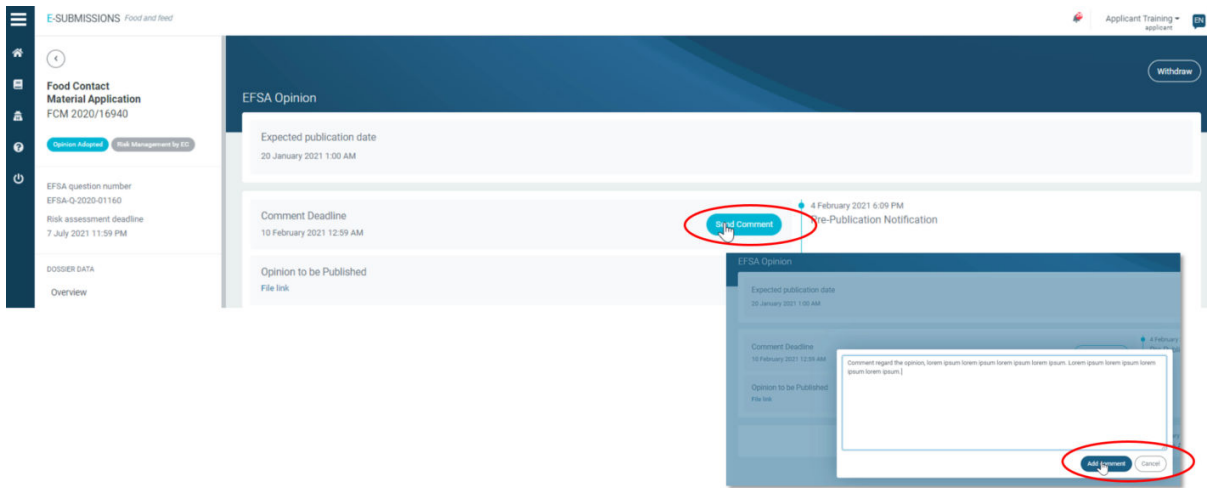 E-SUBMISSIONS Food and feed
Applicant Training
applicant
EN
Withdraw
Food Contact
Material Application
FCM 2020/16940
Opinion Adopted
Risk Management by EC
EFSA question number
EFSA-Q-2020-01160
Risk assessment deadline
7 July 2021 11:59 PM
DOSSIER DATA
Overview
EFSA Opinion
Expected publication date
20 January 2021 1:00 AM
Comment Deadline
10 February 2021 12:59 AM
Send Comment
4 February 2021 6:09 PM
Pre-Publication Notification
Opinion to be Published
File link
EFSA Opinion
Expected publication date
20 January 2021 1:00 AM
Comment Deadline
10 February 2021 12:59 AM
4 February
Opinion to be Published
File link
Comment regard the opinion, lorem ipsum lorem ipsum lorem ipsum lorem ipsum. Lorem ipsum lorem ipsum lorem
ipsum lorem ipsum.
Add comment
Cancel